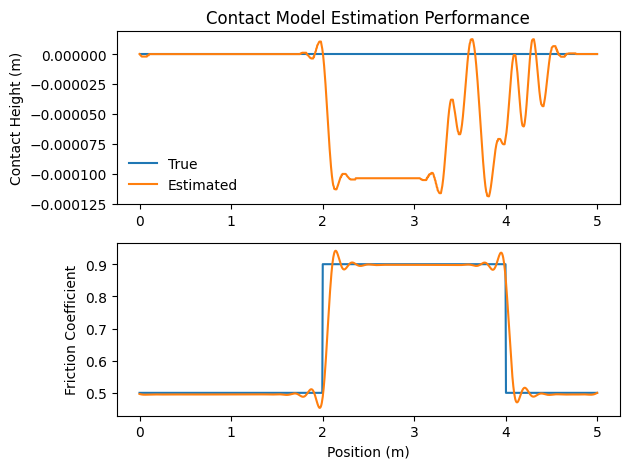 Contact Model Estimation Performance
Contact Height (m)
0.000000
−0.000025
−0.000050
−0.000075
−0.000100
−0.000125
True
Estimated
0 1 2 3 4 5
Friction Coefficient
0.9
0.8
0.7
0.6
0.5
0 1 2 3 4 5
Position (m)